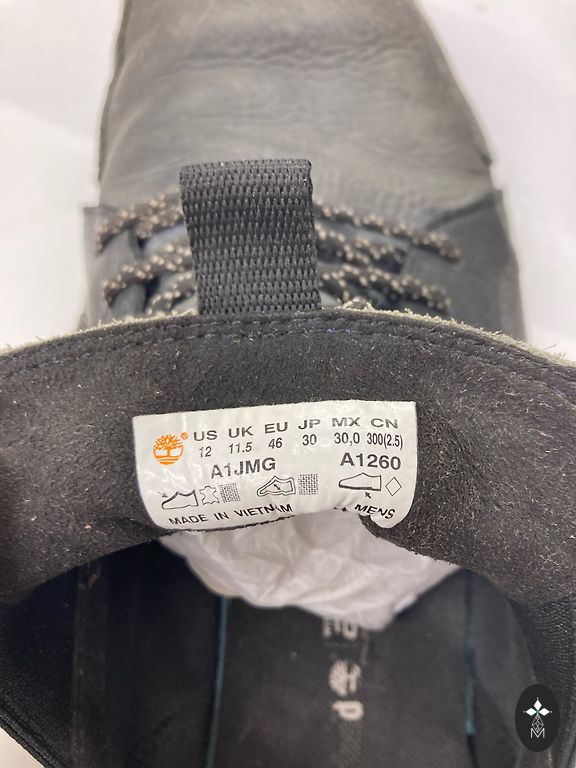 US UK EU JP MX CN
12 11.5 46 30 30,0 300(2.5)
A1JMG A1260
MADE IN VIETNAM MENS
P
M